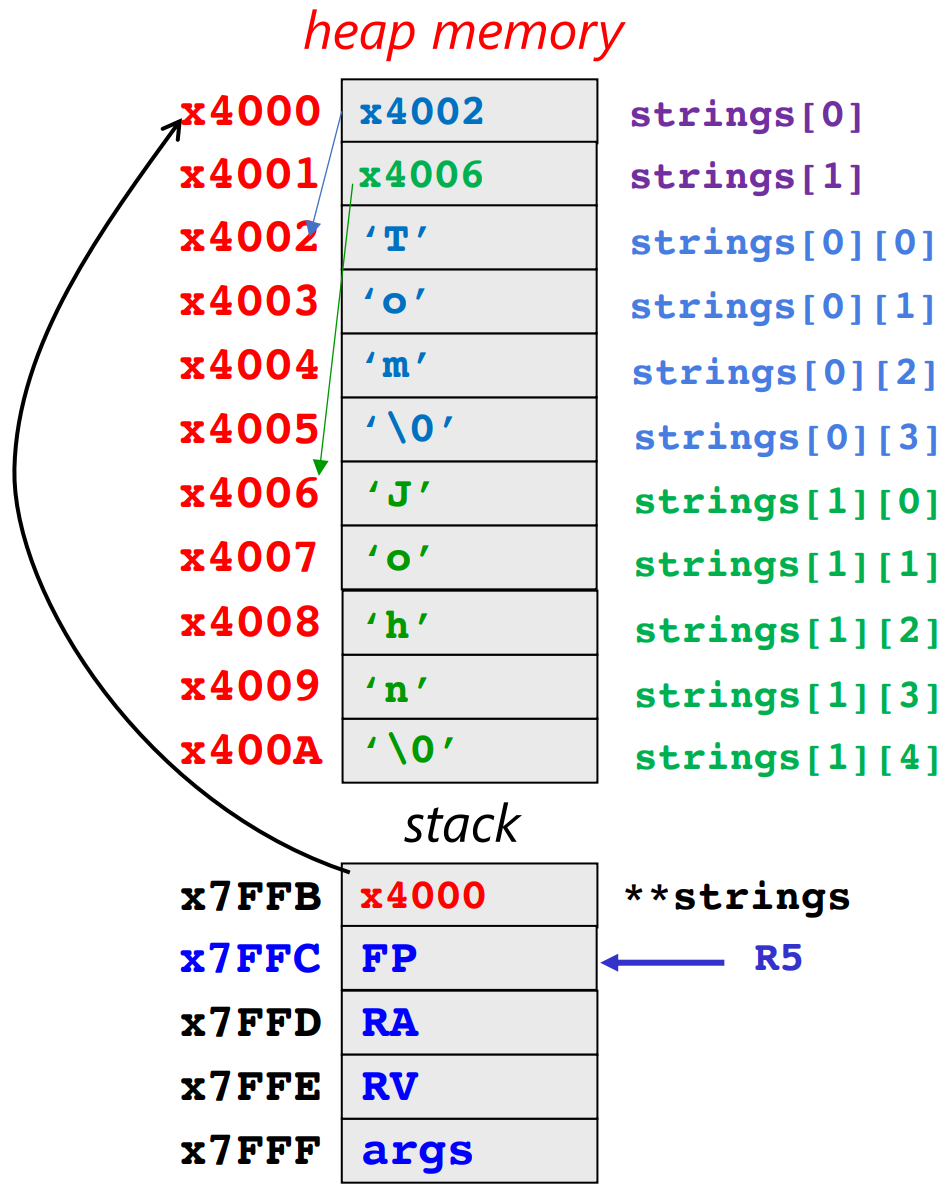 heap memory
x4000 x4002 strings[0]
x4001 x4006 strings[1]
x4002 ‘T’ strings[0][0]
x4003 ‘o’ strings[0][1]
x4004 ‘m’ strings[0][2]
x4005 ‘\0’ strings[0][3]
x4006 ‘J’ strings[1][0]
x4007 ‘o’ strings[1][1]
x4008 ‘h’ strings[1][2]
x4009 ‘n’ strings[1][3]
x400A ‘\0’ strings[1][4]
stack
x7FFB x4000 **strings
x7FFC FP R5
x7FFD RA
x7FFE RV
x7FFF args